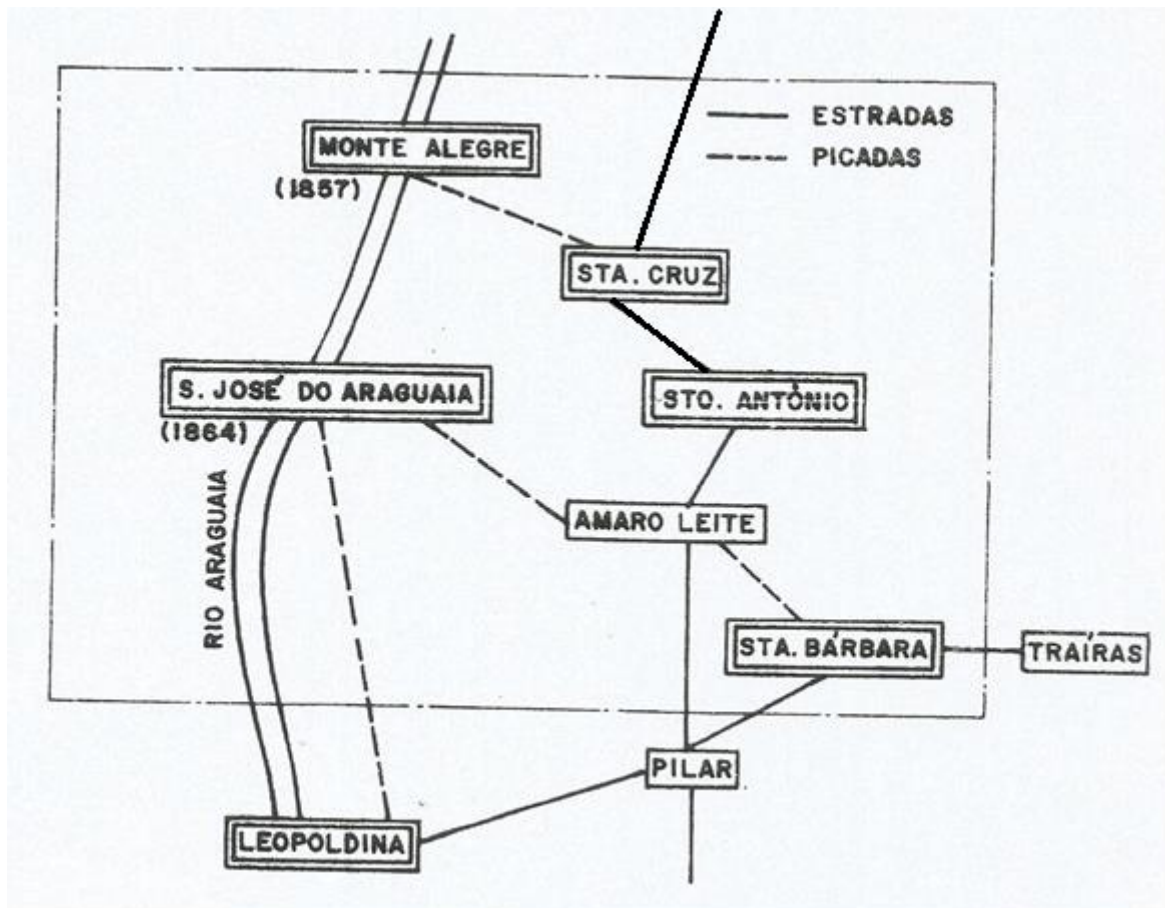 ESTRADAS
PICADAS
MONTE ALEGRE
(1857)
STA. CRUZ
S. JOSÉ DO ARAGUAIA
(1864)
STO. ANTÔNIO
RIO ARAGUAIA
AMARO LEITE
STA. BÁRBARA
TRAÍRAS
PILAR
LEOPOLDINA